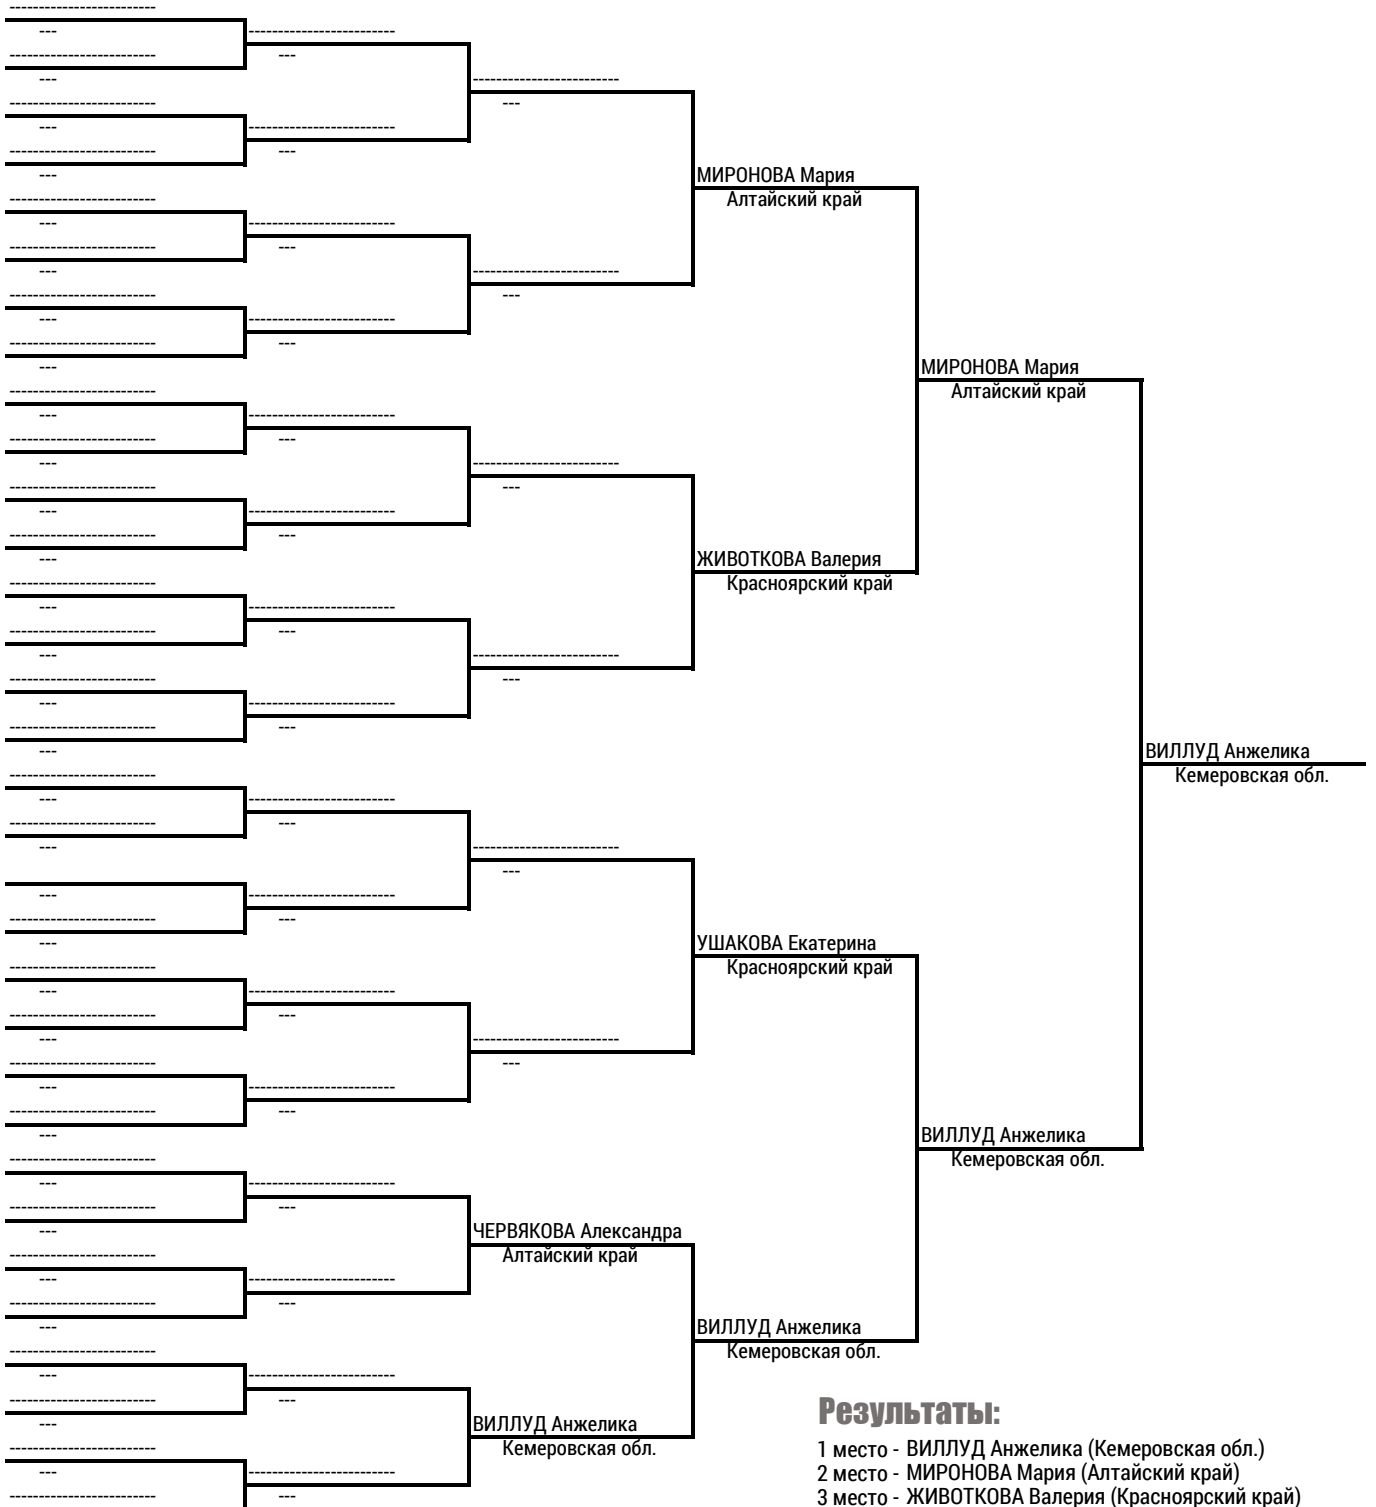 МИРОНОВА Мария
Алтайский край
МИРОНОВА Мария
Алтайский край
ЖИВОТКОВА Валерия
Красноярский край
ВИЛЛУД Анжелика
Кемеровская обл.
УШАКОВА Екатерина
Красноярский край
ВИЛЛУД Анжелика
Кемеровская обл.
ЧЕРВЯКОВА Александра
Алтайский край
ВИЛЛУД Анжелика
Кемеровская обл.
ВИЛЛУД Анжелика
Кемеровская обл.
Результаты:
1 место - ВИЛЛУД Анжелика (Кемеровская обл.)
2 место - МИРОНОВА Мария (Алтайский край)
3 место - ЖИВОТКОВА Валерия (Красноярский край)